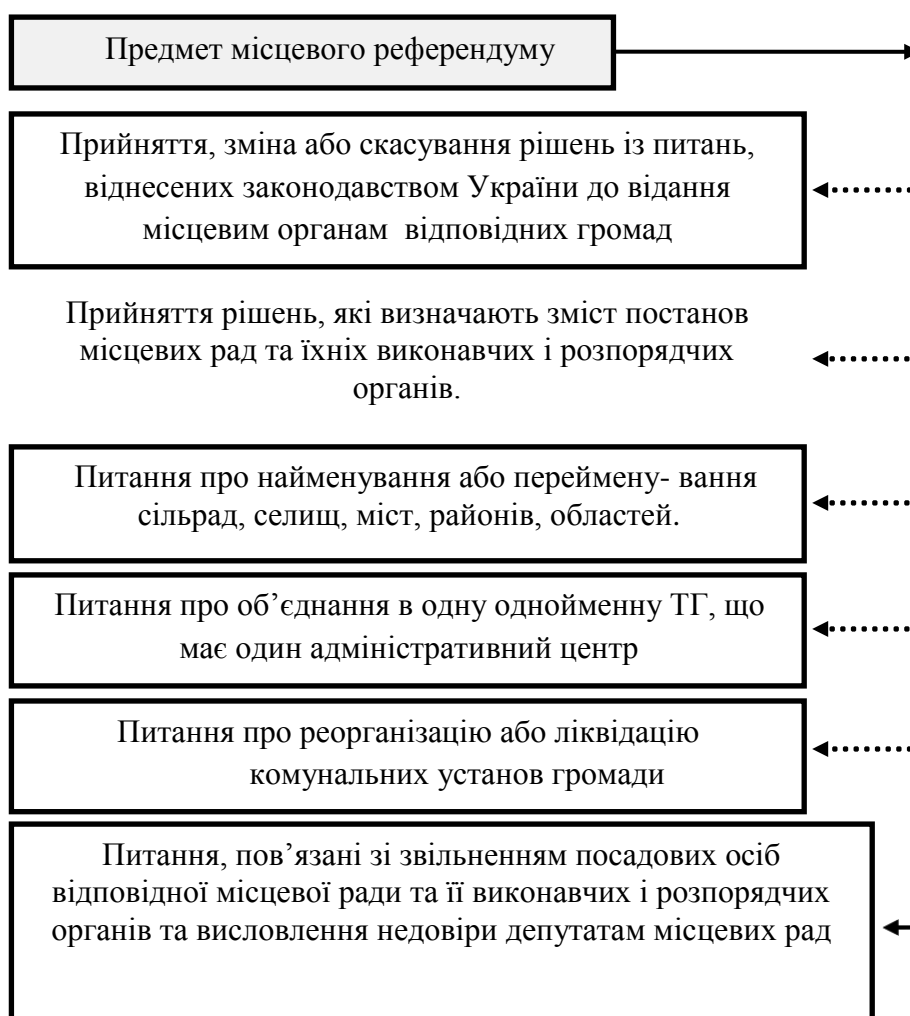 Предмет місцевого референдуму
Прийняття, зміна або скасування рішень із питань,
віднесених законодавством України до відання
місцевим органам відповідних громад
Прийняття рішень, які визначають зміст постанов
місцевих рад та їхніх виконавчих і розпорядчих
органів.
Питання про найменування або переймену- вання
сільрад, селищ, міст, районів, областей.
Питання про об’єднання в одну однойменну ТГ, що
має один адміністративний центр
Питання про реорганізацію або ліквідацію
комунальних установ громади
Питання, пов’язані зі звільненням посадових осіб
відповідної місцевої ради та її виконавчих і розпорядчих
органів та висловлення недовіри депутатам місцевих рад